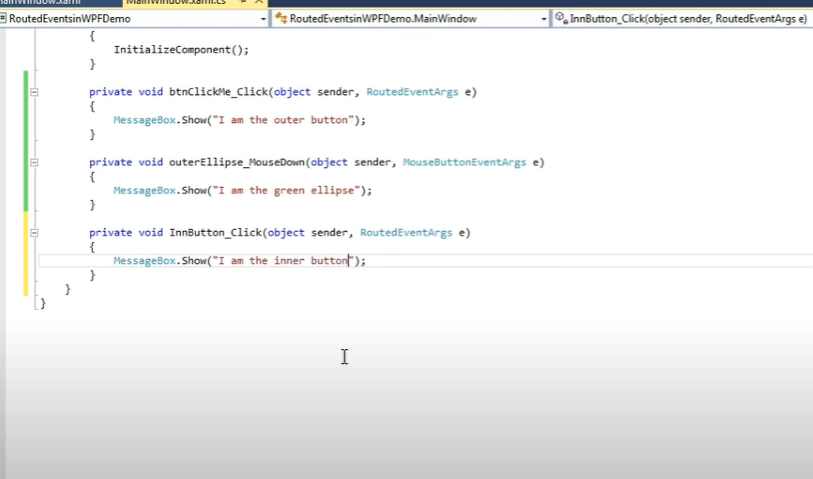 MainWindow.xaml
MainWindow.xaml.cs
RoutedEventsinWPFDemo
RoutedEventsinWPFDemo.MainWindow
InnButton_Click(object sender, RoutedEventArgs e)
{
InitializeComponent();
}
private void btnClickMe_Click(object sender, RoutedEventArgs e)
{
MessageBox.Show("I am the outer button");
}
private void outerEllipse_MouseDown(object sender, MouseButtonEventArgs e)
{
MessageBox.Show("I am the green ellipse");
}
private void InnButton_Click(object sender, RoutedEventArgs e)
{
MessageBox.Show("I am the inner button");
}
}
}